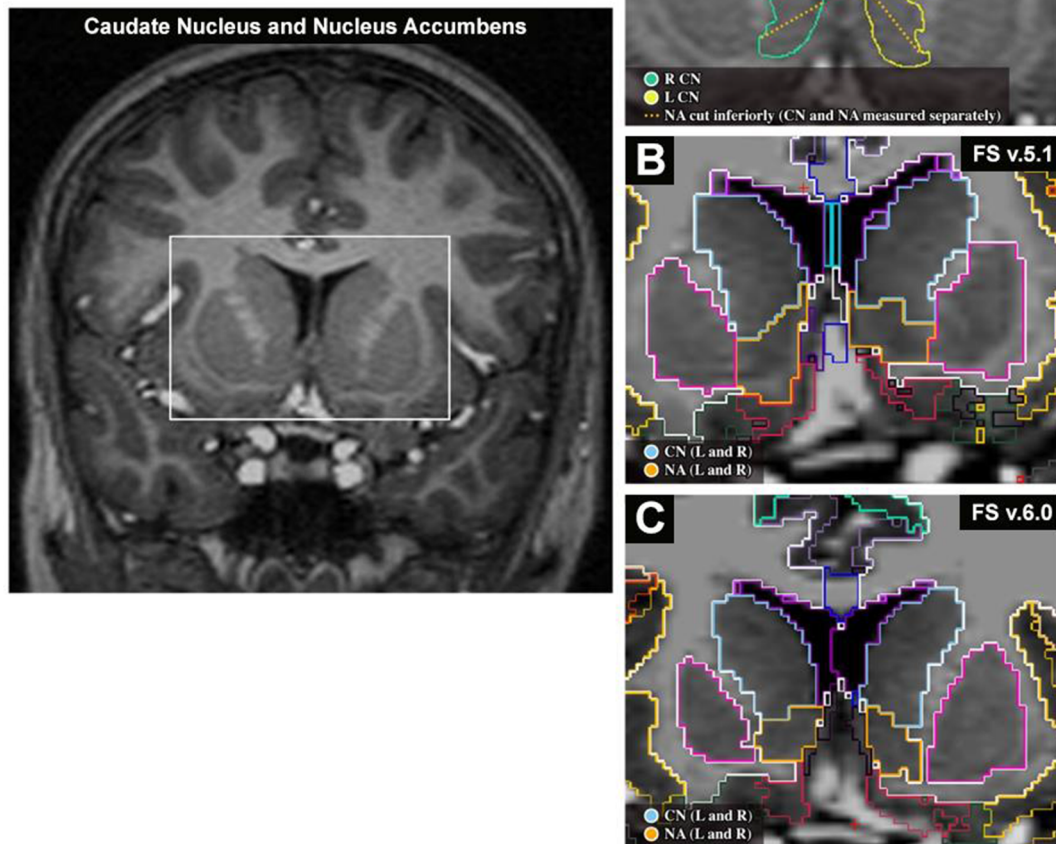 Caudate Nucleus and Nucleus Accumbens
R CN
L CN
NA cut inferiorly (CN and NA measured separately)
B
FS v.5.1
CN (L and R)
NA (L and R)
C
FS v.6.0
CN (L and R)
NA (L and R)